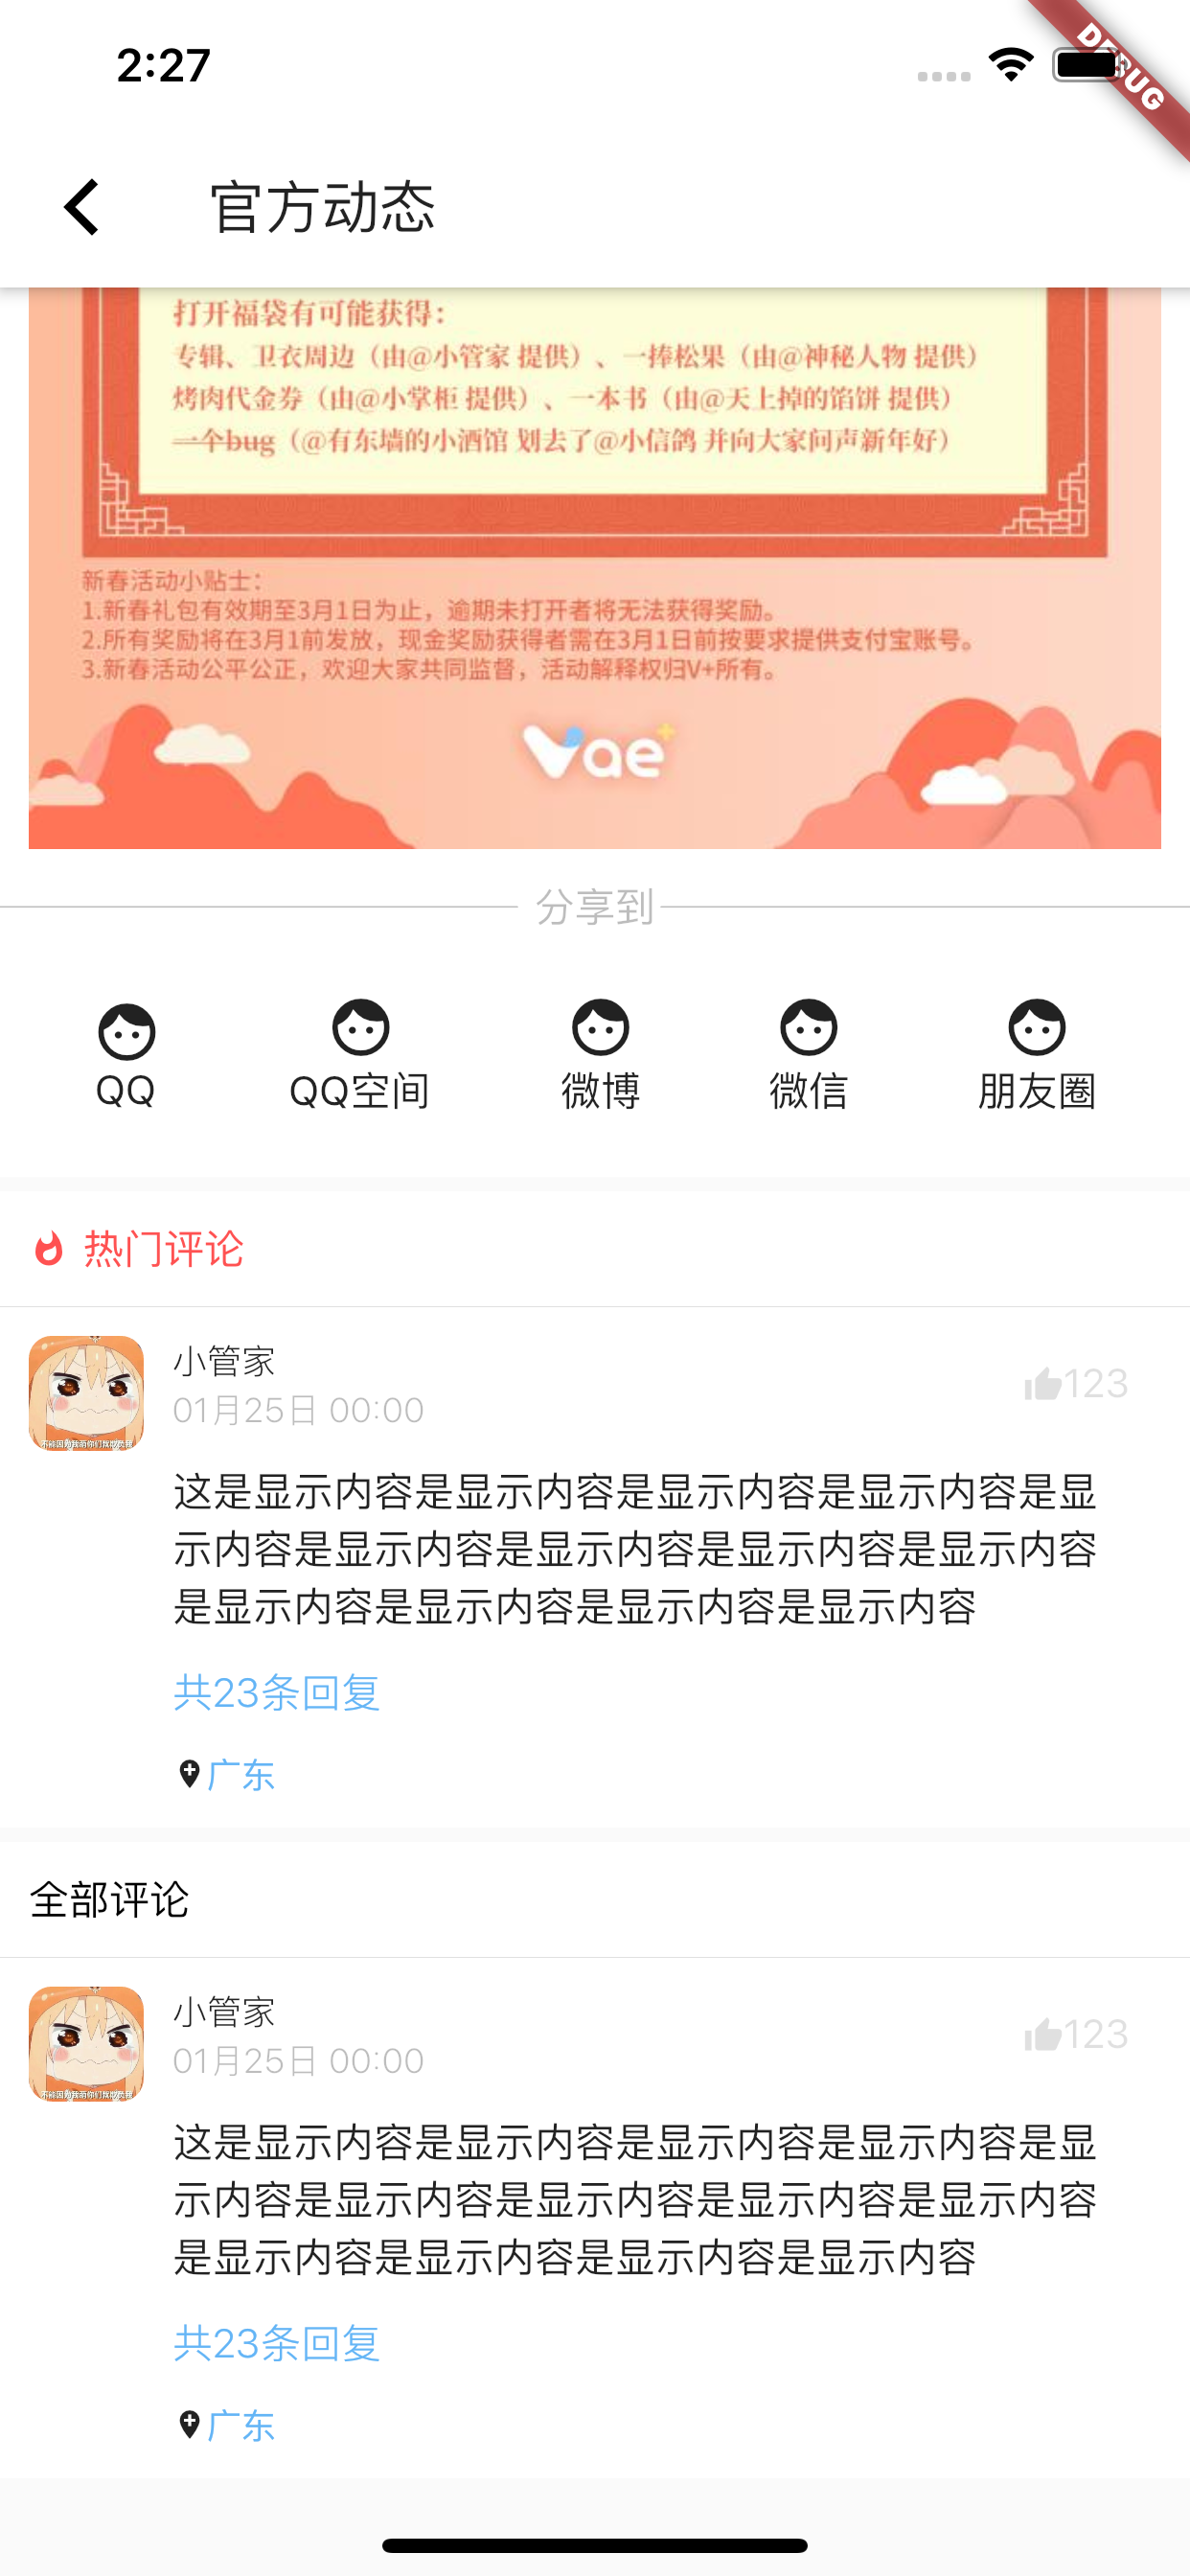 2:27
DEBUG
官方动态
打开福袋有可能获得：
专辑、卫衣周边（由@小管家 提供）、一捧松果（由@神秘人物 提供）
烤肉代金券（由@小掌柜 提供）、一本书（由@天上掉的馅饼 提供）
一个bug（@有东墙的小酒馆 划去了@小信鸽 并向大家问声新年好）
新春活动小贴士：
1.新春礼包有效期至3月1日为止，逾期未打开者将无法获得奖励。
2.所有奖励将在3月1前发放，现金奖励获得者需在3月1日前按要求提供支付宝账号。
3.新春活动公平公正，欢迎大家共同监督，活动解释权归V+所有。
Vae+
分享到
QQ QQ空间 微博 微信 朋友圈
热门评论
小管家
01月25日 00:00
123
这是显示内容是显示内容是显示内容是显示内容是显
示内容是显示内容是显示内容是显示内容是显示内容
是显示内容是显示内容是显示内容是显示内容
共23条回复
广东
全部评论
小管家
01月25日 00:00
123
这是显示内容是显示内容是显示内容是显示内容是显
示内容是显示内容是显示内容是显示内容是显示内容
是显示内容是显示内容是显示内容是显示内容
共23条回复
广东